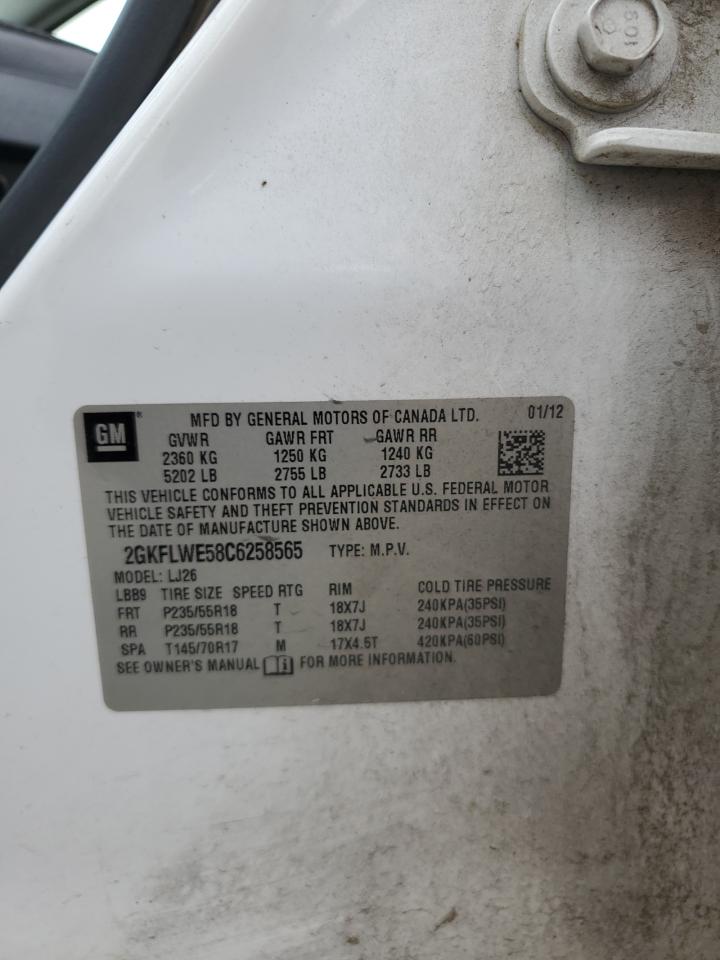 108
GM ® MFD BY GENERAL MOTORS OF CANADA LTD. 01/12
GVWR GAWR FRT GAWR RR
2360 KG 1250 KG 1240 KG
5202 LB 2755 LB 2733 LB
THIS VEHICLE CONFORMS TO ALL APPLICABLE U.S. FEDERAL MOTOR
VEHICLE SAFETY AND THEFT PREVENTION STANDARDS IN EFFECT ON
THE DATE OF MANUFACTURE SHOWN ABOVE.
2GKFLWE58C6258565 TYPE: M.P.V.
MODEL: LJ26
LBB9 TIRE SIZE SPEED RTG RIM COLD TIRE PRESSURE
FRT P235/55R18 T 18X7J 240KPA(35PSI)
RR P235/55R18 T 18X7J 240KPA(35PSI)
SPA T145/70R17 M 17X4.5T 420KPA(60PSI)
SEE OWNER'S MANUAL FOR MORE INFORMATION.